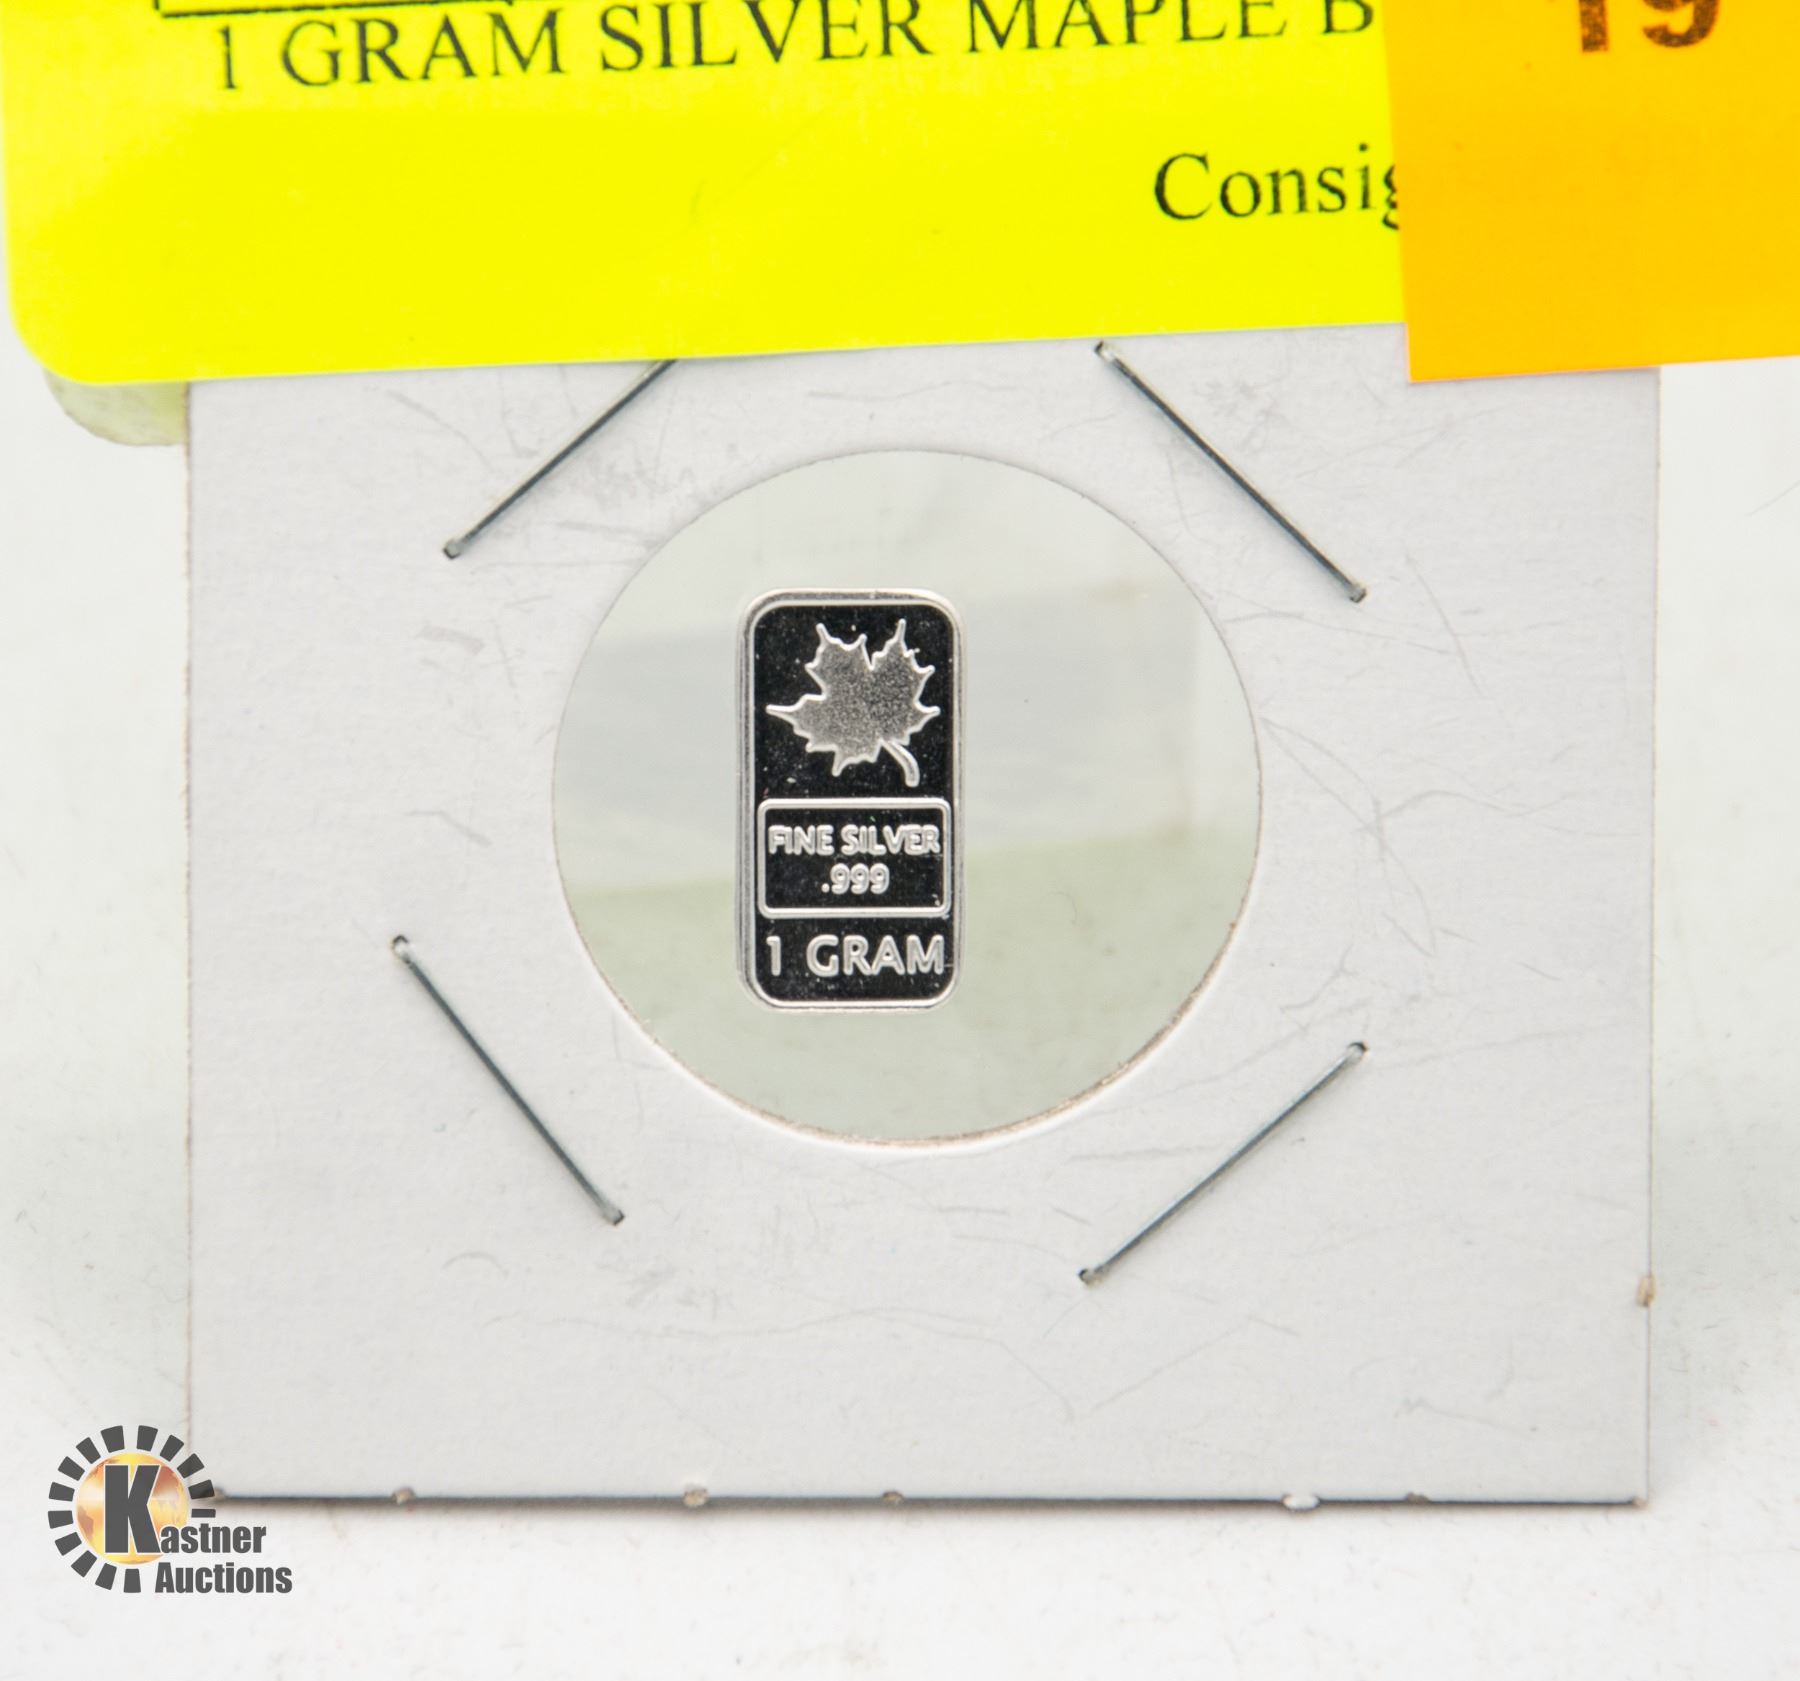 19
1 GRAM SILVER MAPLE B
Consig
FINE SILVER
.999
1 GRAM
Kastner
Auctions